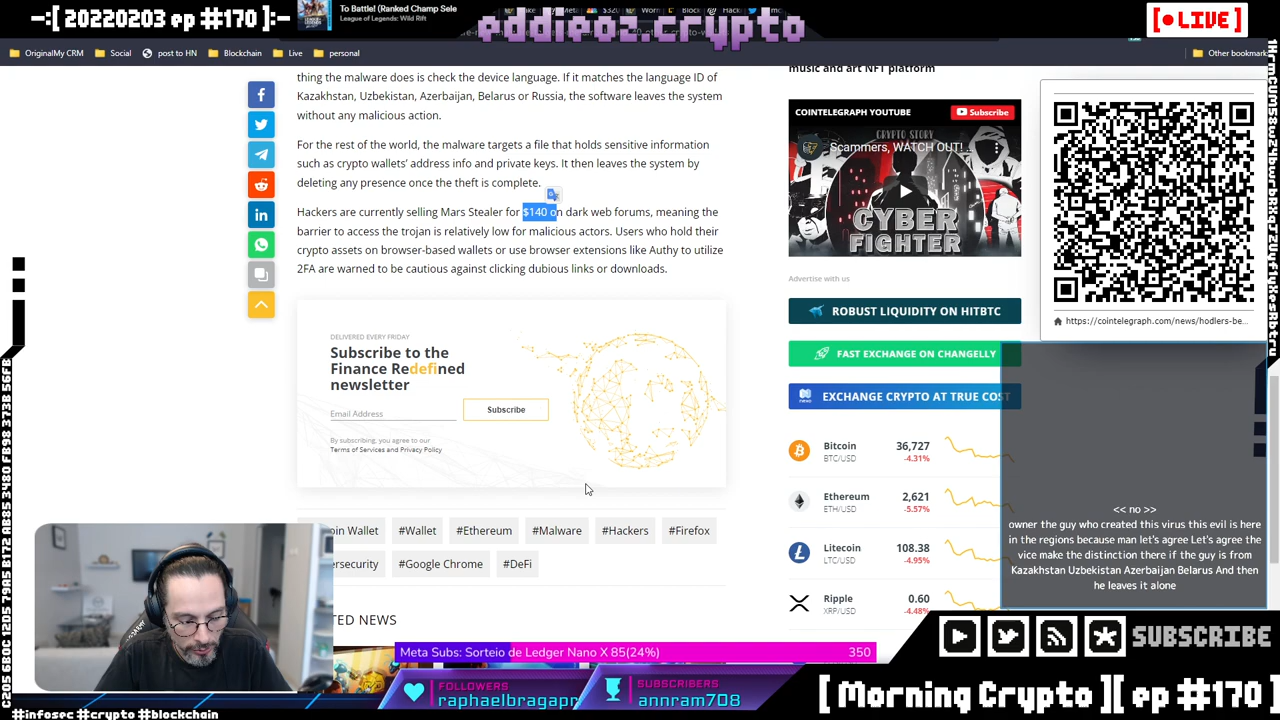 -:[ 20220203 ep #170 ]:-
To Battle! (Ranked Champ Sele
League of Legends: Wild Rift
eddieoz.crypto
[ LIVE ]
OriginalMy CRM
Social
post to HN
Blockchain
Live
personal
Other bookmark
thing the malware does is check the device language. If it matches the language ID of
Kazakhstan, Uzbekistan, Azerbaijan, Belarus or Russia, the software leaves the system
without any malicious action.
For the rest of the world, the malware targets a file that holds sensitive information
such as crypto wallets' address info and private keys. It then leaves the system by
deleting any presence once the theft is complete.
Hackers are currently selling Mars Stealer for $140 on dark web forums, meaning the
barrier to access the trojan is relatively low for malicious actors. Users who hold their
crypto assets on browser-based wallets or use browser extensions like Authy to utilize
2FA are warned to be cautious against clicking dubious links or downloads.
DELIVERED EVERY FRIDAY
Subscribe to the
Finance Redefined
newsletter
Email Address
Subscribe
By subscribing, you agree to our
Terms of Services and Privacy Policy
oin Wallet
#Wallet
#Ethereum
#Malware
#Hackers
#Firefox
ersecurity
#Google Chrome
#DeFi
TED NEWS
music and art NFT platform
COINTELEGRAPH YOUTUBE
Subscribe
CRYPTO STORY
Scammers, WATCH OUT! ..
CYBER
FIGHTER
Advertise with us
ROBUST LIQUIDITY ON HITBTC
FAST EXCHANGE ON CHANGELLY
EXCHANGE CRYPTO AT TRUE COST
Bitcoin 36,727
BTC/USD -4.31%
Ethereum 2,621
ETH/USD -5.57%
Litecoin 108.38
LTC/USD -4.95%
Ripple 0.60
XRP/USD -4.48%
https://cointelegraph.com/news/hodlers-be...
<< no >>
owner the guy who created this virus this evil is here
in the regions because man let's agree Let's agree the
vice make the distinction there if the guy is from
Kazakhstan Uzbekistan Azerbaijan Belarus And then
he leaves it alone
Meta Subs: Sorteio de Ledger Nano X 85(24%) 350
FOLLOWERS
raphaelbragapr
SUBSCRIBERS
annram708
SUBSCRIBE
[ Morning Crypto ][ ep #170 ]
#infosec #crypto #blockchain